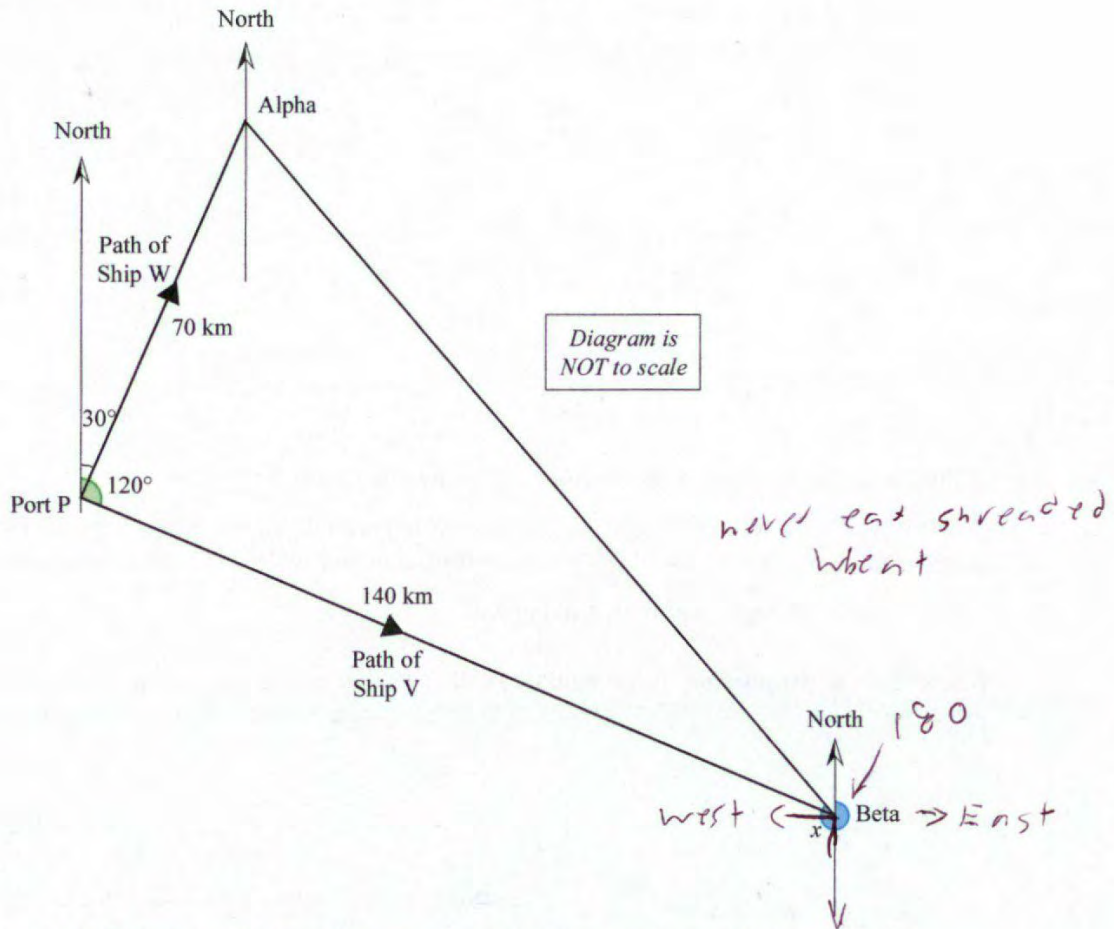 North
Alpha
North
Path of
Ship W
70 km
Diagram is
NOT to scale
30°
120°
Port P
never eat shreaded
wheat
140 km
Path of
Ship V
North
180
west
x
Beta
East